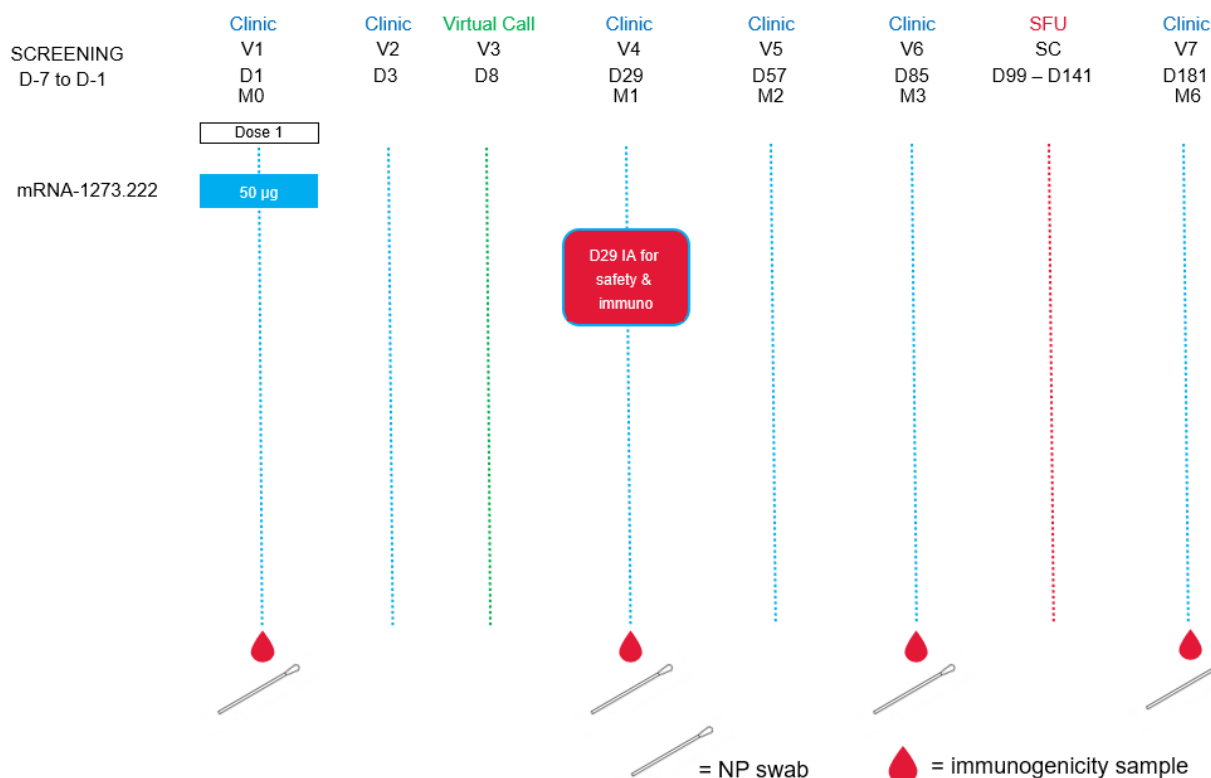 Clinic Clinic Virtual Call Clinic Clinic Clinic SFU Clinic
SCREENING V1 V2 V3 V4 V5 V6 SC V7
D-7 to D-1 D1 D3 D8 D29 D57 D85 D99 – D141 D181
M0 M1 M2 M3 M6
Dose 1
mRNA-1273.222 50 µg
D29 IA for
safety &
immuno
= NP swab = immunogenicity sample